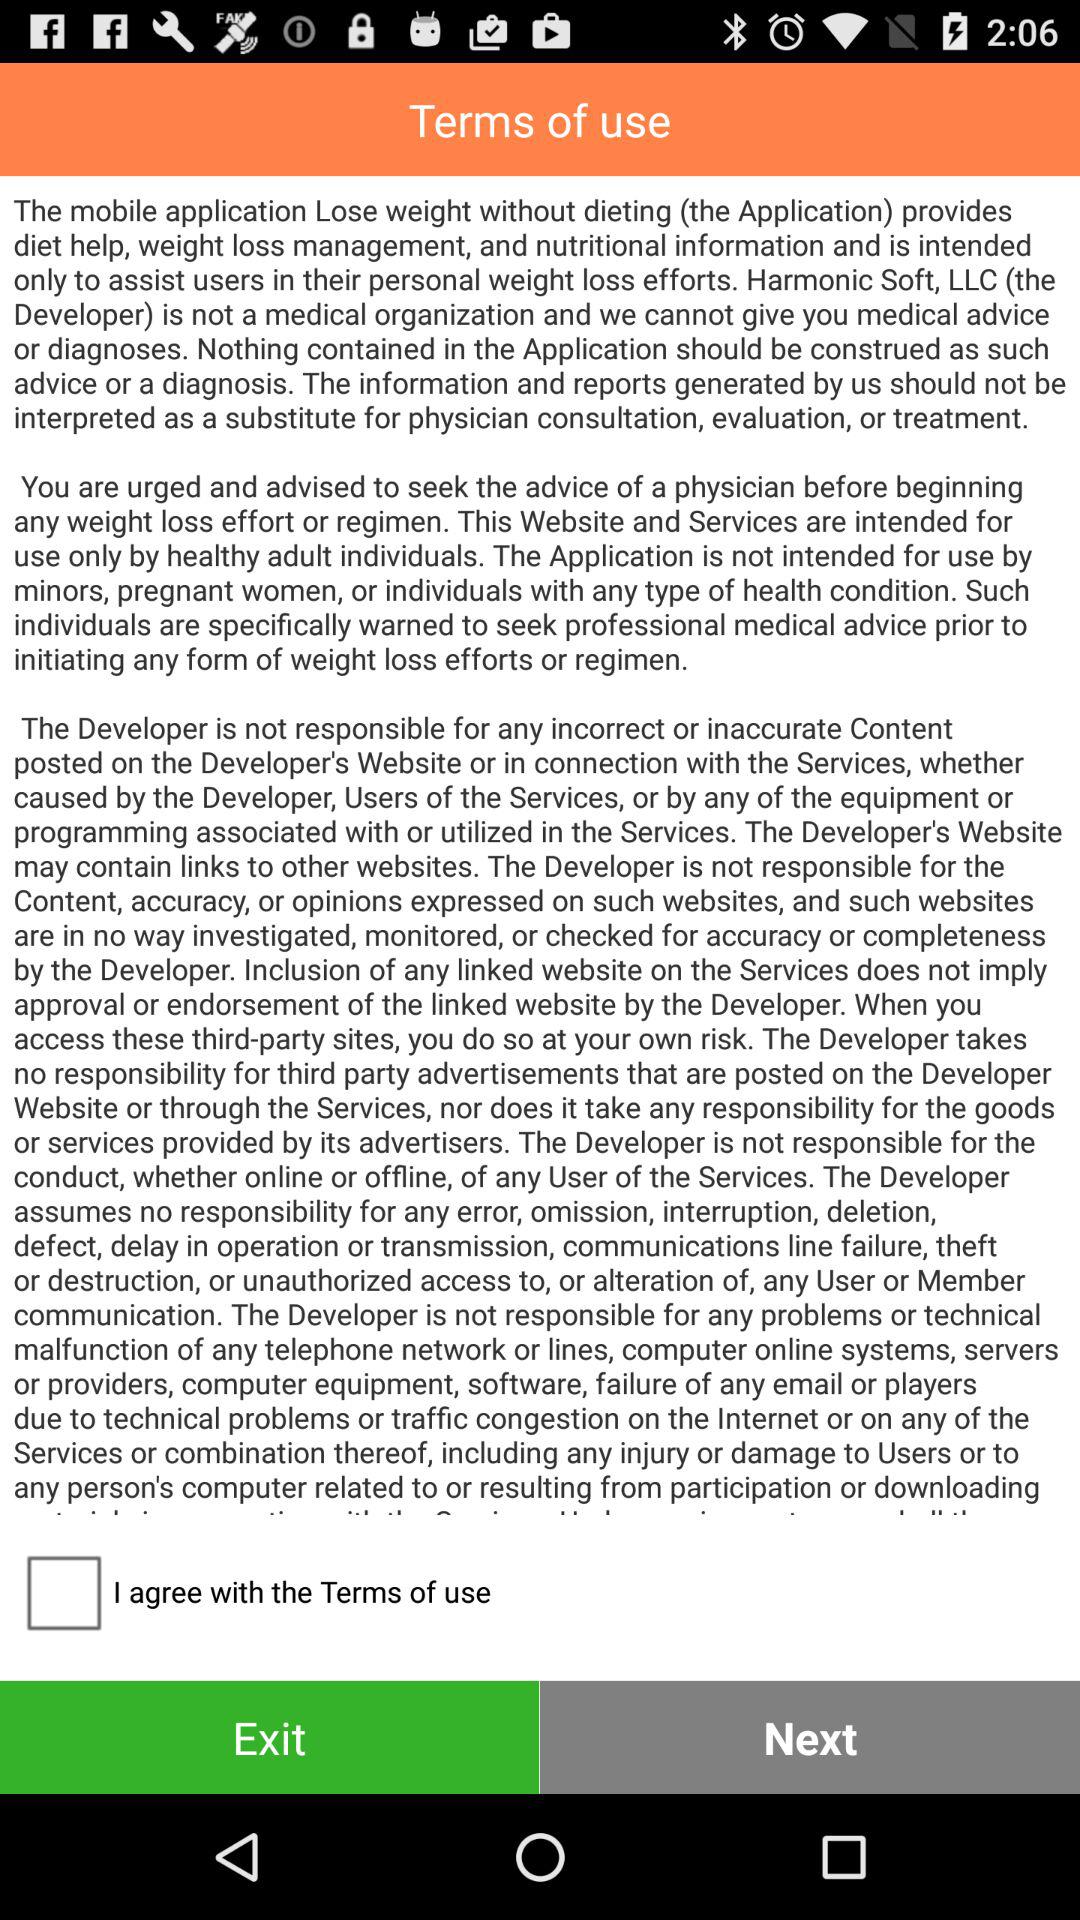 FAKE
2:06
Terms of use
The mobile application Lose weight without dieting (the Application) provides
diet help, weight loss management, and nutritional information and is intended
only to assist users in their personal weight loss efforts. Harmonic Soft, LLC (the
Developer) is not a medical organization and we cannot give you medical advice
or diagnoses. Nothing contained in the Application should be construed as such
advice or a diagnosis. The information and reports generated by us should not be
interpreted as a substitute for physician consultation, evaluation, or treatment.
You are urged and advised to seek the advice of a physician before beginning
any weight loss effort or regimen. This Website and Services are intended for
use only by healthy adult individuals. The Application is not intended for use by
minors, pregnant women, or individuals with any type of health condition. Such
individuals are specifically warned to seek professional medical advice prior to
initiating any form of weight loss efforts or regimen.
The Developer is not responsible for any incorrect or inaccurate Content
posted on the Developer's Website or in connection with the Services, whether
caused by the Developer, Users of the Services, or by any of the equipment or
programming associated with or utilized in the Services. The Developer's Website
may contain links to other websites. The Developer is not responsible for the
Content, accuracy, or opinions expressed on such websites, and such websites
are in no way investigated, monitored, or checked for accuracy or completeness
by the Developer. Inclusion of any linked website on the Services does not imply
approval or endorsement of the linked website by the Developer. When you
access these third-party sites, you do so at your own risk. The Developer takes
no responsibility for third party advertisements that are posted on the Developer
Website or through the Services, nor does it take any responsibility for the goods
or services provided by its advertisers. The Developer is not responsible for the
conduct, whether online or offline, of any User of the Services. The Developer
assumes no responsibility for any error, omission, interruption, deletion,
defect, delay in operation or transmission, communications line failure, theft
or destruction, or unauthorized access to, or alteration of, any User or Member
communication. The Developer is not responsible for any problems or technical
malfunction of any telephone network or lines, computer online systems, servers
or providers, computer equipment, software, failure of any email or players
due to technical problems or traffic congestion on the Internet or on any of the
Services or combination thereof, including any injury or damage to Users or to
any person's computer related to or resulting from participation or downloading
I agree with the Terms of use
Exit
Next